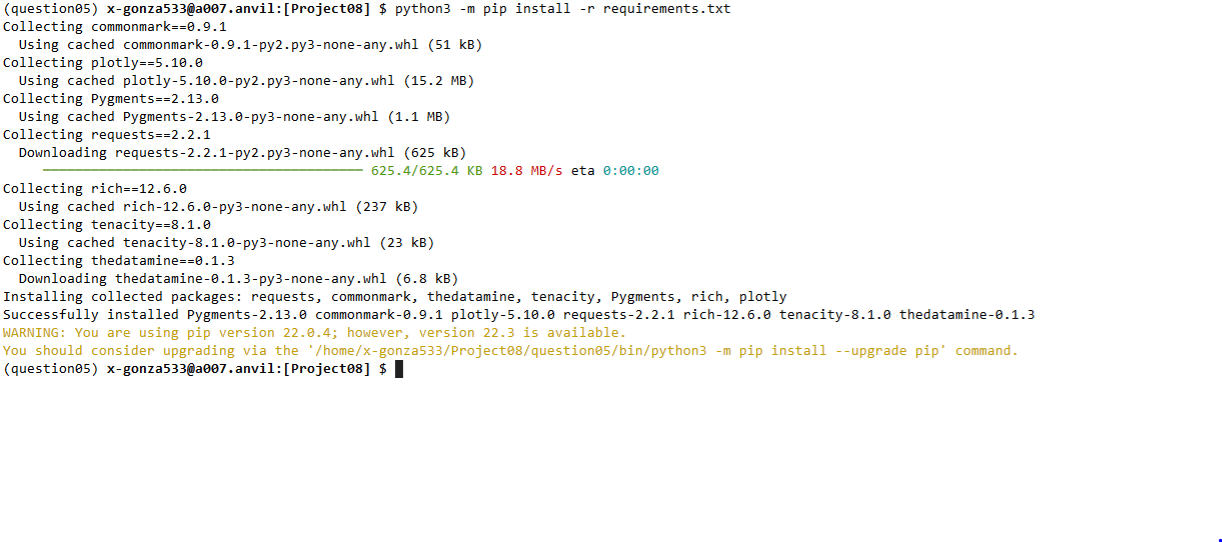 (question05) x-gonza533@a007.anvil:[Project08] $ python3 -m pip install -r requirements.txt
Collecting commonmark==0.9.1
  Using cached commonmark-0.9.1-py2.py3-none-any.whl (51 kB)
Collecting plotly==5.10.0
  Using cached plotly-5.10.0-py2.py3-none-any.whl (15.2 MB)
Collecting Pygments==2.13.0
  Using cached Pygments-2.13.0-py3-none-any.whl (1.1 MB)
Collecting requests==2.2.1
  Downloading requests-2.2.1-py2.py3-none-any.whl (625 kB)
     ━━━━━━━━━━━━━━━━━━━━━━━━━━━━━━━━━━━━━━━━ 625.4/625.4 KB 18.8 MB/s eta 0:00:00
Collecting rich==12.6.0
  Using cached rich-12.6.0-py3-none-any.whl (237 kB)
Collecting tenacity==8.1.0
  Using cached tenacity-8.1.0-py3-none-any.whl (23 kB)
Collecting thedatamine==0.1.3
  Downloading thedatamine-0.1.3-py3-none-any.whl (6.8 kB)
Installing collected packages: requests, commonmark, thedatamine, tenacity, Pygments, rich, plotly
Successfully installed Pygments-2.13.0 commonmark-0.9.1 plotly-5.10.0 requests-2.2.1 rich-12.6.0 tenacity-8.1.0 thedatamine-0.1.3
WARNING: You are using pip version 22.0.4; however, version 22.3 is available.
You should consider upgrading via the '/home/x-gonza533/Project08/question05/bin/python3 -m pip install --upgrade pip' command.
(question05) x-gonza533@a007.anvil:[Project08] $